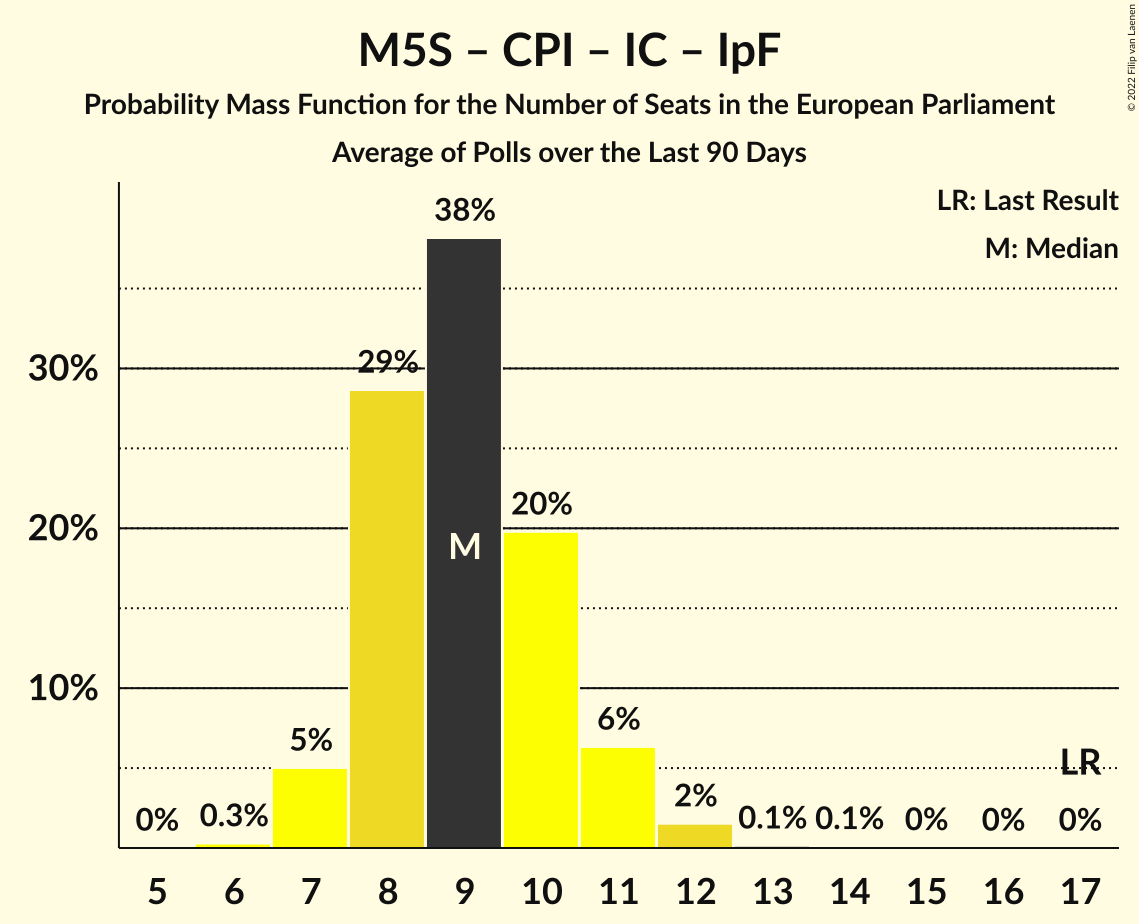 M5S – CPI – IC – IpF
Probability Mass Function for the Number of Seats in the European Parliament
Average of Polls over the Last 90 Days
© 2022 Filip van Laenen
LR: Last Result
M: Median
38%
30%
29%
20%
20%
M
10%
6%
5%
LR
2%
0%
0.3%
0.1%
0.1%
0%
0%
0%
5 6 7 8 9 10 11 12 13 14 15 16 17